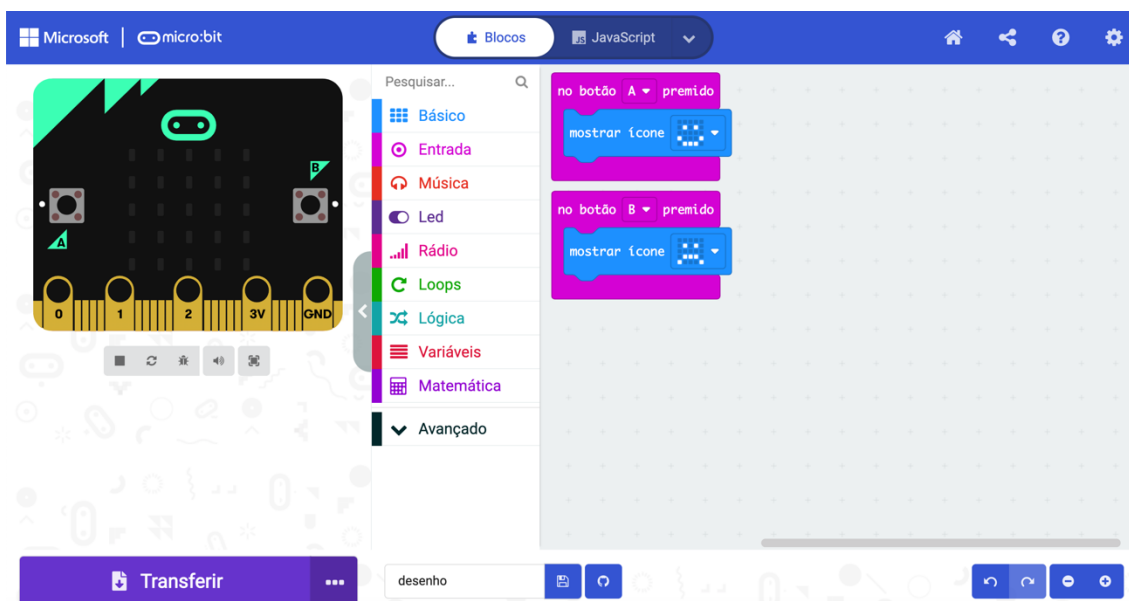 Microsoft | micro:bit
Blocos
JS JavaScript
Pesquisar...
Básico
Entrada
Música
Led
Rádio
Loops
Lógica
Variáveis
Matemática
Avançado
A
B
0 1 2 3V GND
no botão A premido
mostrar ícone
no botão B premido
mostrar ícone
Transferir
desenho